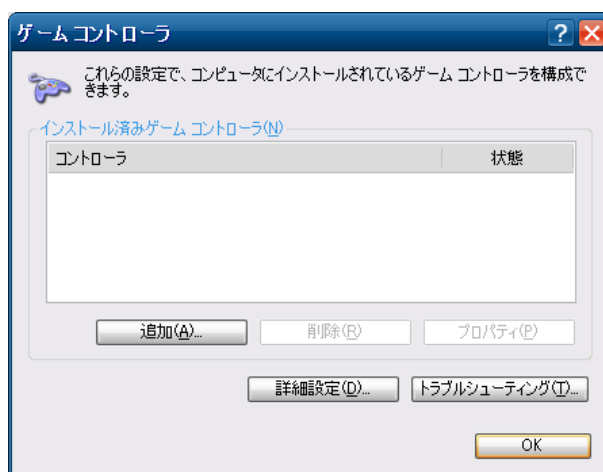 ゲーム コントローラ
これらの設定で、コンピュータにインストールされているゲーム コントローラを構成で
きます。
インストール済みゲーム コントローラ(N)
コントローラ 状態
追加(A)... 削除(R) プロパティ(P)
詳細設定(D)... トラブルシューティング(T)...
OK